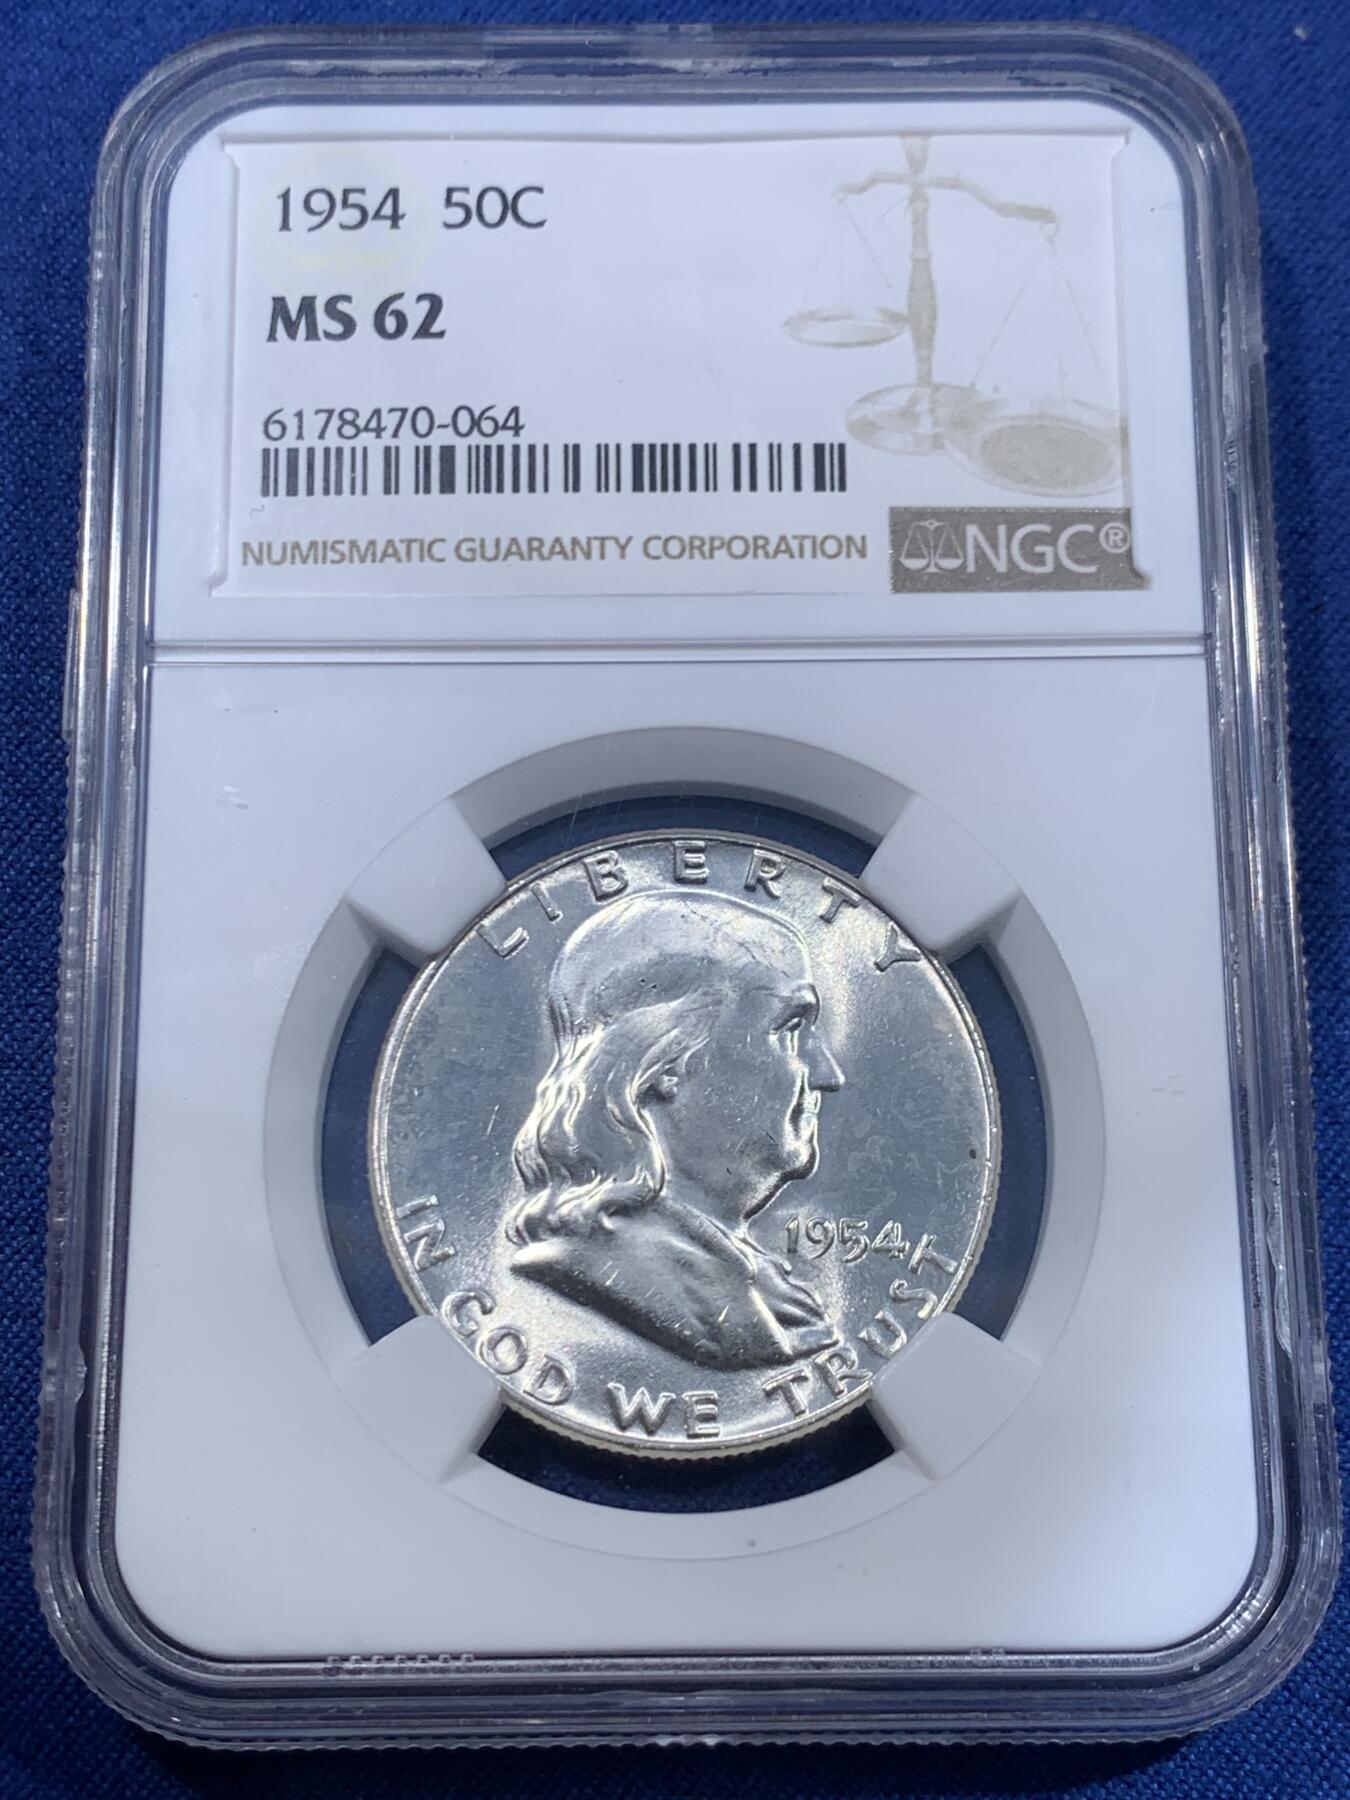 1954 50C
MS 62
6178470-064
NUMISMATIC GUARANTY CORPORATION
NGC®
LIBERTY
1954
IN GOD WE TRUST